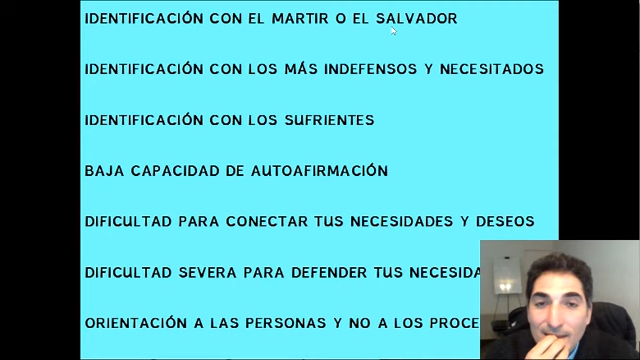 IDENTIFICACIÓN CON EL MARTIR O EL SALVADOR
IDENTIFICACIÓN CON LOS MÁS INDEFENSOS Y NECESITADOS
IDENTIFICACIÓN CON LOS SUFRIENTES
BAJA CAPACIDAD DE AUTOAFIRMACIÓN
DIFICULTAD PARA CONECTAR TUS NECESIDADES Y DESEOS
DIFICULTAD SEVERA PARA DEFENDER TUS
ORIENTACIÓN A LAS PERSONAS Y NO A LOS